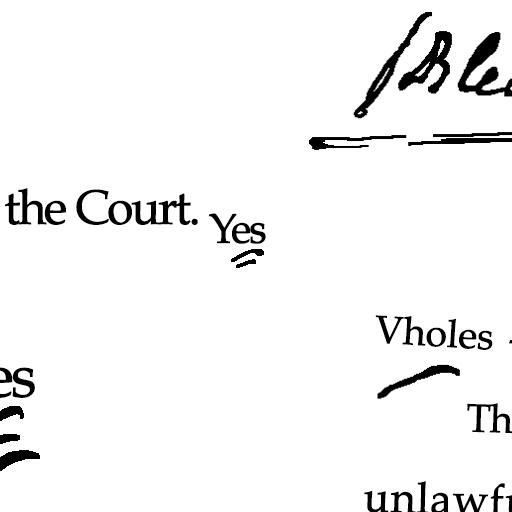 the Court. Yes
Vholes
es
Th
unlawf